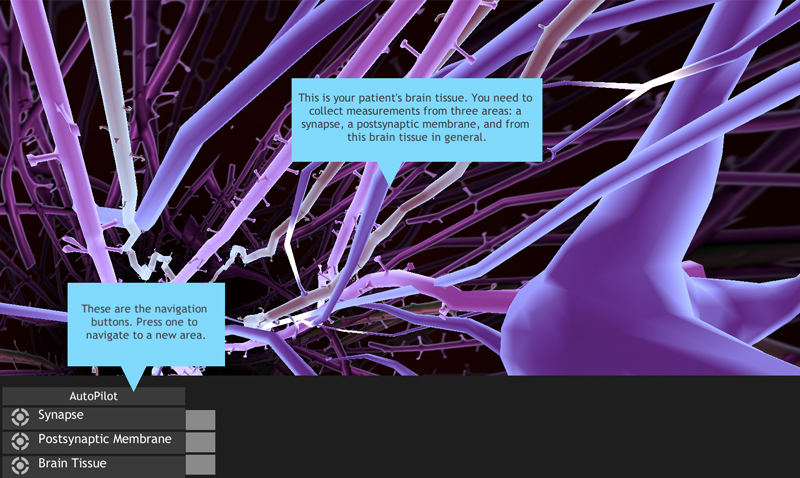 This is your patient's brain tissue. You need to
collect measurements from three areas: a
synapse, a postsynaptic membrane, and from
this brain tissue in general.
These are the navigation
buttons. Press one to
navigate to a new area.
AutoPilot
Synapse
Postsynaptic Membrane
Brain Tissue